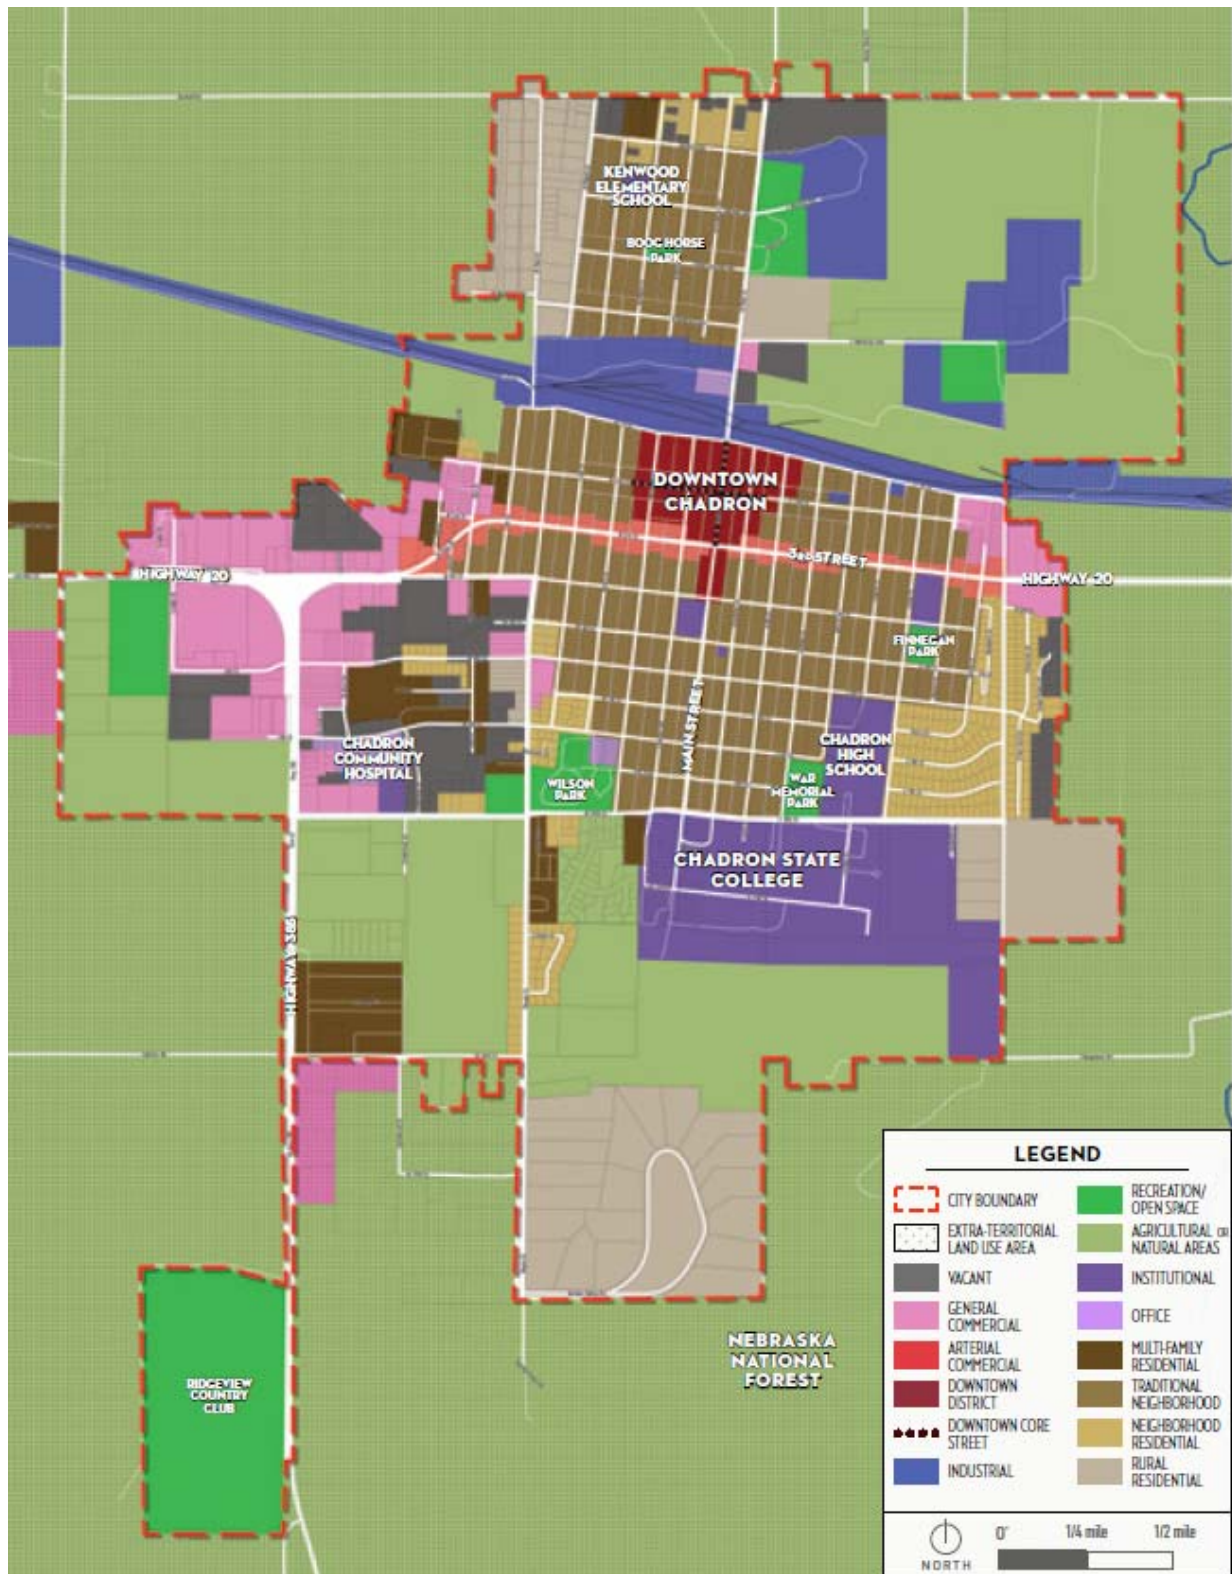 KENWOOD
ELEMENTARY
SCHOOL
BOOG HORSE
PARK
DOWNTOWN
CHADRON
3RD STREET
HIGHWAY 20
HIGHWAY 20
FINNEGAN
PARK
MAIN STREET
CHADRON
COMMUNITY
HOSPITAL
CHADRON
HIGH
SCHOOL
WILSON
PARK
WAR
MEMORIAL
PARK
CHADRON STATE
COLLEGE
HIGHWAY 385
NEBRASKA
NATIONAL
FOREST
RIDGEVIEW
COUNTRY
CLUB
LEGEND
CITY BOUNDARY
EXTRA-TERRITORIAL
LAND USE AREA
VACANT
GENERAL
COMMERCIAL
ARTERIAL
COMMERCIAL
DOWNTOWN
DISTRICT
DOWNTOWN CORE
STREET
INDUSTRIAL
RECREATION/
OPEN SPACE
AGRICULTURAL OR
NATURAL AREAS
INSTITUTIONAL
OFFICE
MULTI-FAMILY
RESIDENTIAL
TRADITIONAL
NEIGHBORHOOD
NEIGHBORHOOD
RESIDENTIAL
RURAL
RESIDENTIAL
NORTH
0' 1/4 mile 1/2 mile